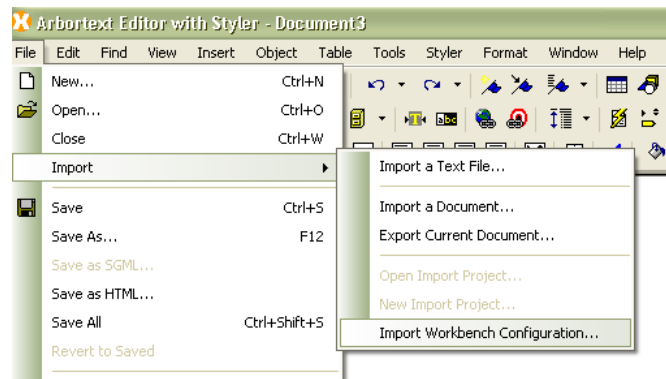 Arbortext Editor with Styler - Document3
File Edit Find View Insert Object Table Tools Styler Format Window Help
New... Ctrl+N
Open... Ctrl+O
Close Ctrl+W
Import
Import a Text File...
Save Ctrl+S
Import a Document...
Save As... F12
Export Current Document...
Save as SGML...
Open Import Project...
Save as HTML...
New Import Project...
Save All Ctrl+Shift+S
Import Workbench Configuration...
Revert to Saved